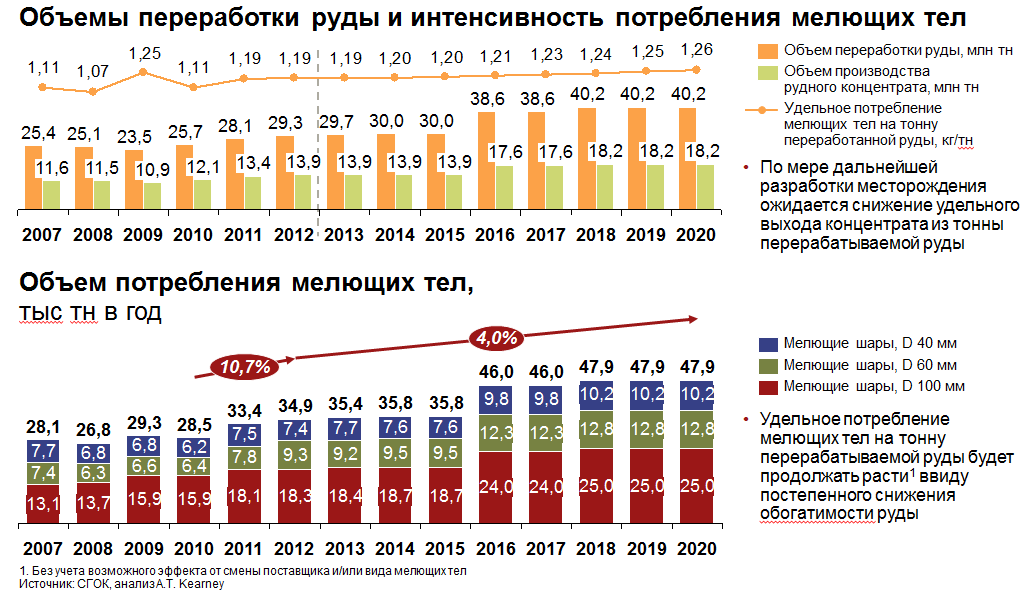 Объемы переработки руды и интенсивность потребления мелющих тел
1,11 1,07 1,25 1,11 1,19 1,19 1,19 1,20 1,20 1,21 1,23 1,24 1,25 1,26
25,4 25,1 23,5 25,7 28,1 29,3 29,7 30,0 30,0 38,6 38,6 40,2 40,2 40,2
11,6 11,5 10,9 12,1 13,4 13,9 13,9 13,9 13,9 17,6 17,6 18,2 18,2 18,2
2007 2008 2009 2010 2011 2012 2013 2014 2015 2016 2017 2018 2019 2020
Объем переработки руды, млн тн
Объем производства
рудного концентрата, млн тн
Удельное потребление
мелющих тел на тонну
переработанной руды, кг/тн
• По мере дальнейшей
разработки месторождения
ожидается снижение удельного
выхода концентрата из тонны
перерабатываемой руды
Объем потребления мелющих тел,
тыс тн в год
10,7% 4,0%
28,1 26,8 29,3 28,5 33,4 34,9 35,4 35,8 35,8 46,0 46,0 47,9 47,9 47,9
7,7 6,8 6,8 6,2 7,5 7,4 7,7 7,6 7,6 9,8 9,8 10,2 10,2 10,2
7,4 6,3 6,6 6,4 7,8 9,3 9,2 9,5 9,5 12,3 12,3 12,8 12,8 12,8
13,1 13,7 15,9 15,9 18,1 18,3 18,4 18,7 18,7 24,0 24,0 25,0 25,0 25,0
2007 2008 2009 2010 2011 2012 2013 2014 2015 2016 2017 2018 2019 2020
Мелющие шары, D 40 мм
Мелющие шары, D 60 мм
Мелющие шары, D 100 мм
• Удельное потребление
мелющих тел на тонну
перерабатываемой руды будет
продолжать расти¹ ввиду
постепенного снижения
обогатимости руды
1. Без учета возможного эффекта от смены поставщика и/или вида мелющих тел
Источник: СГОК, анализ A.T. Kearney